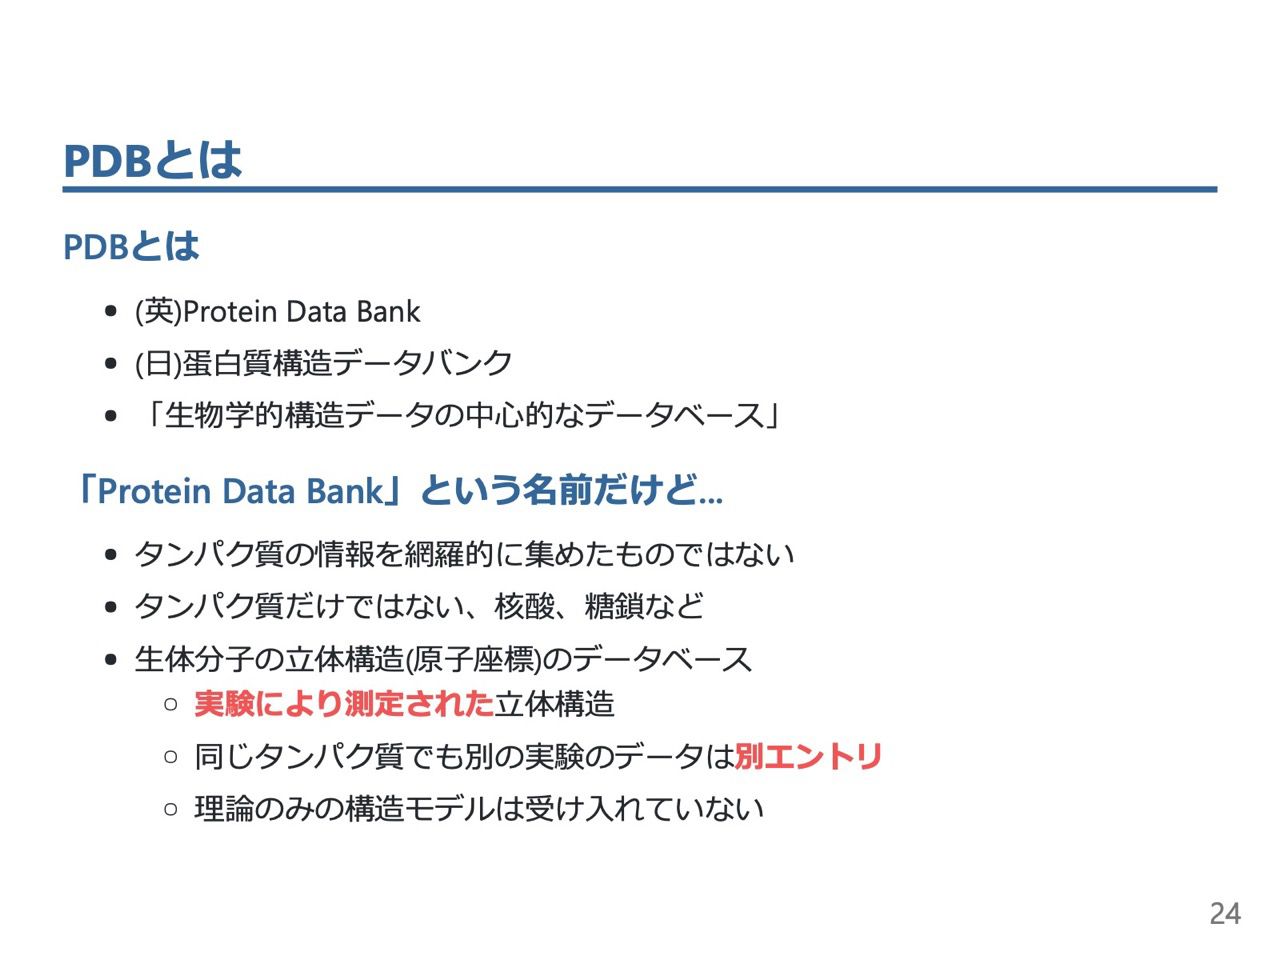 PDBとは
PDBとは
• (英)Protein Data Bank
• (日)蛋白質構造データバンク
• 「生物学的構造データの中心的なデータベース」
「Protein Data Bank」という名前だけど...
• タンパク質の情報を網羅的に集めたものではない
• タンパク質だけではない、核酸、糖鎖など
• 生体分子の立体構造(原子座標)のデータベース
○ 実験により測定された立体構造
○ 同じタンパク質でも別の実験のデータは別エントリ
○ 理論のみの構造モデルは受け入れていない
24